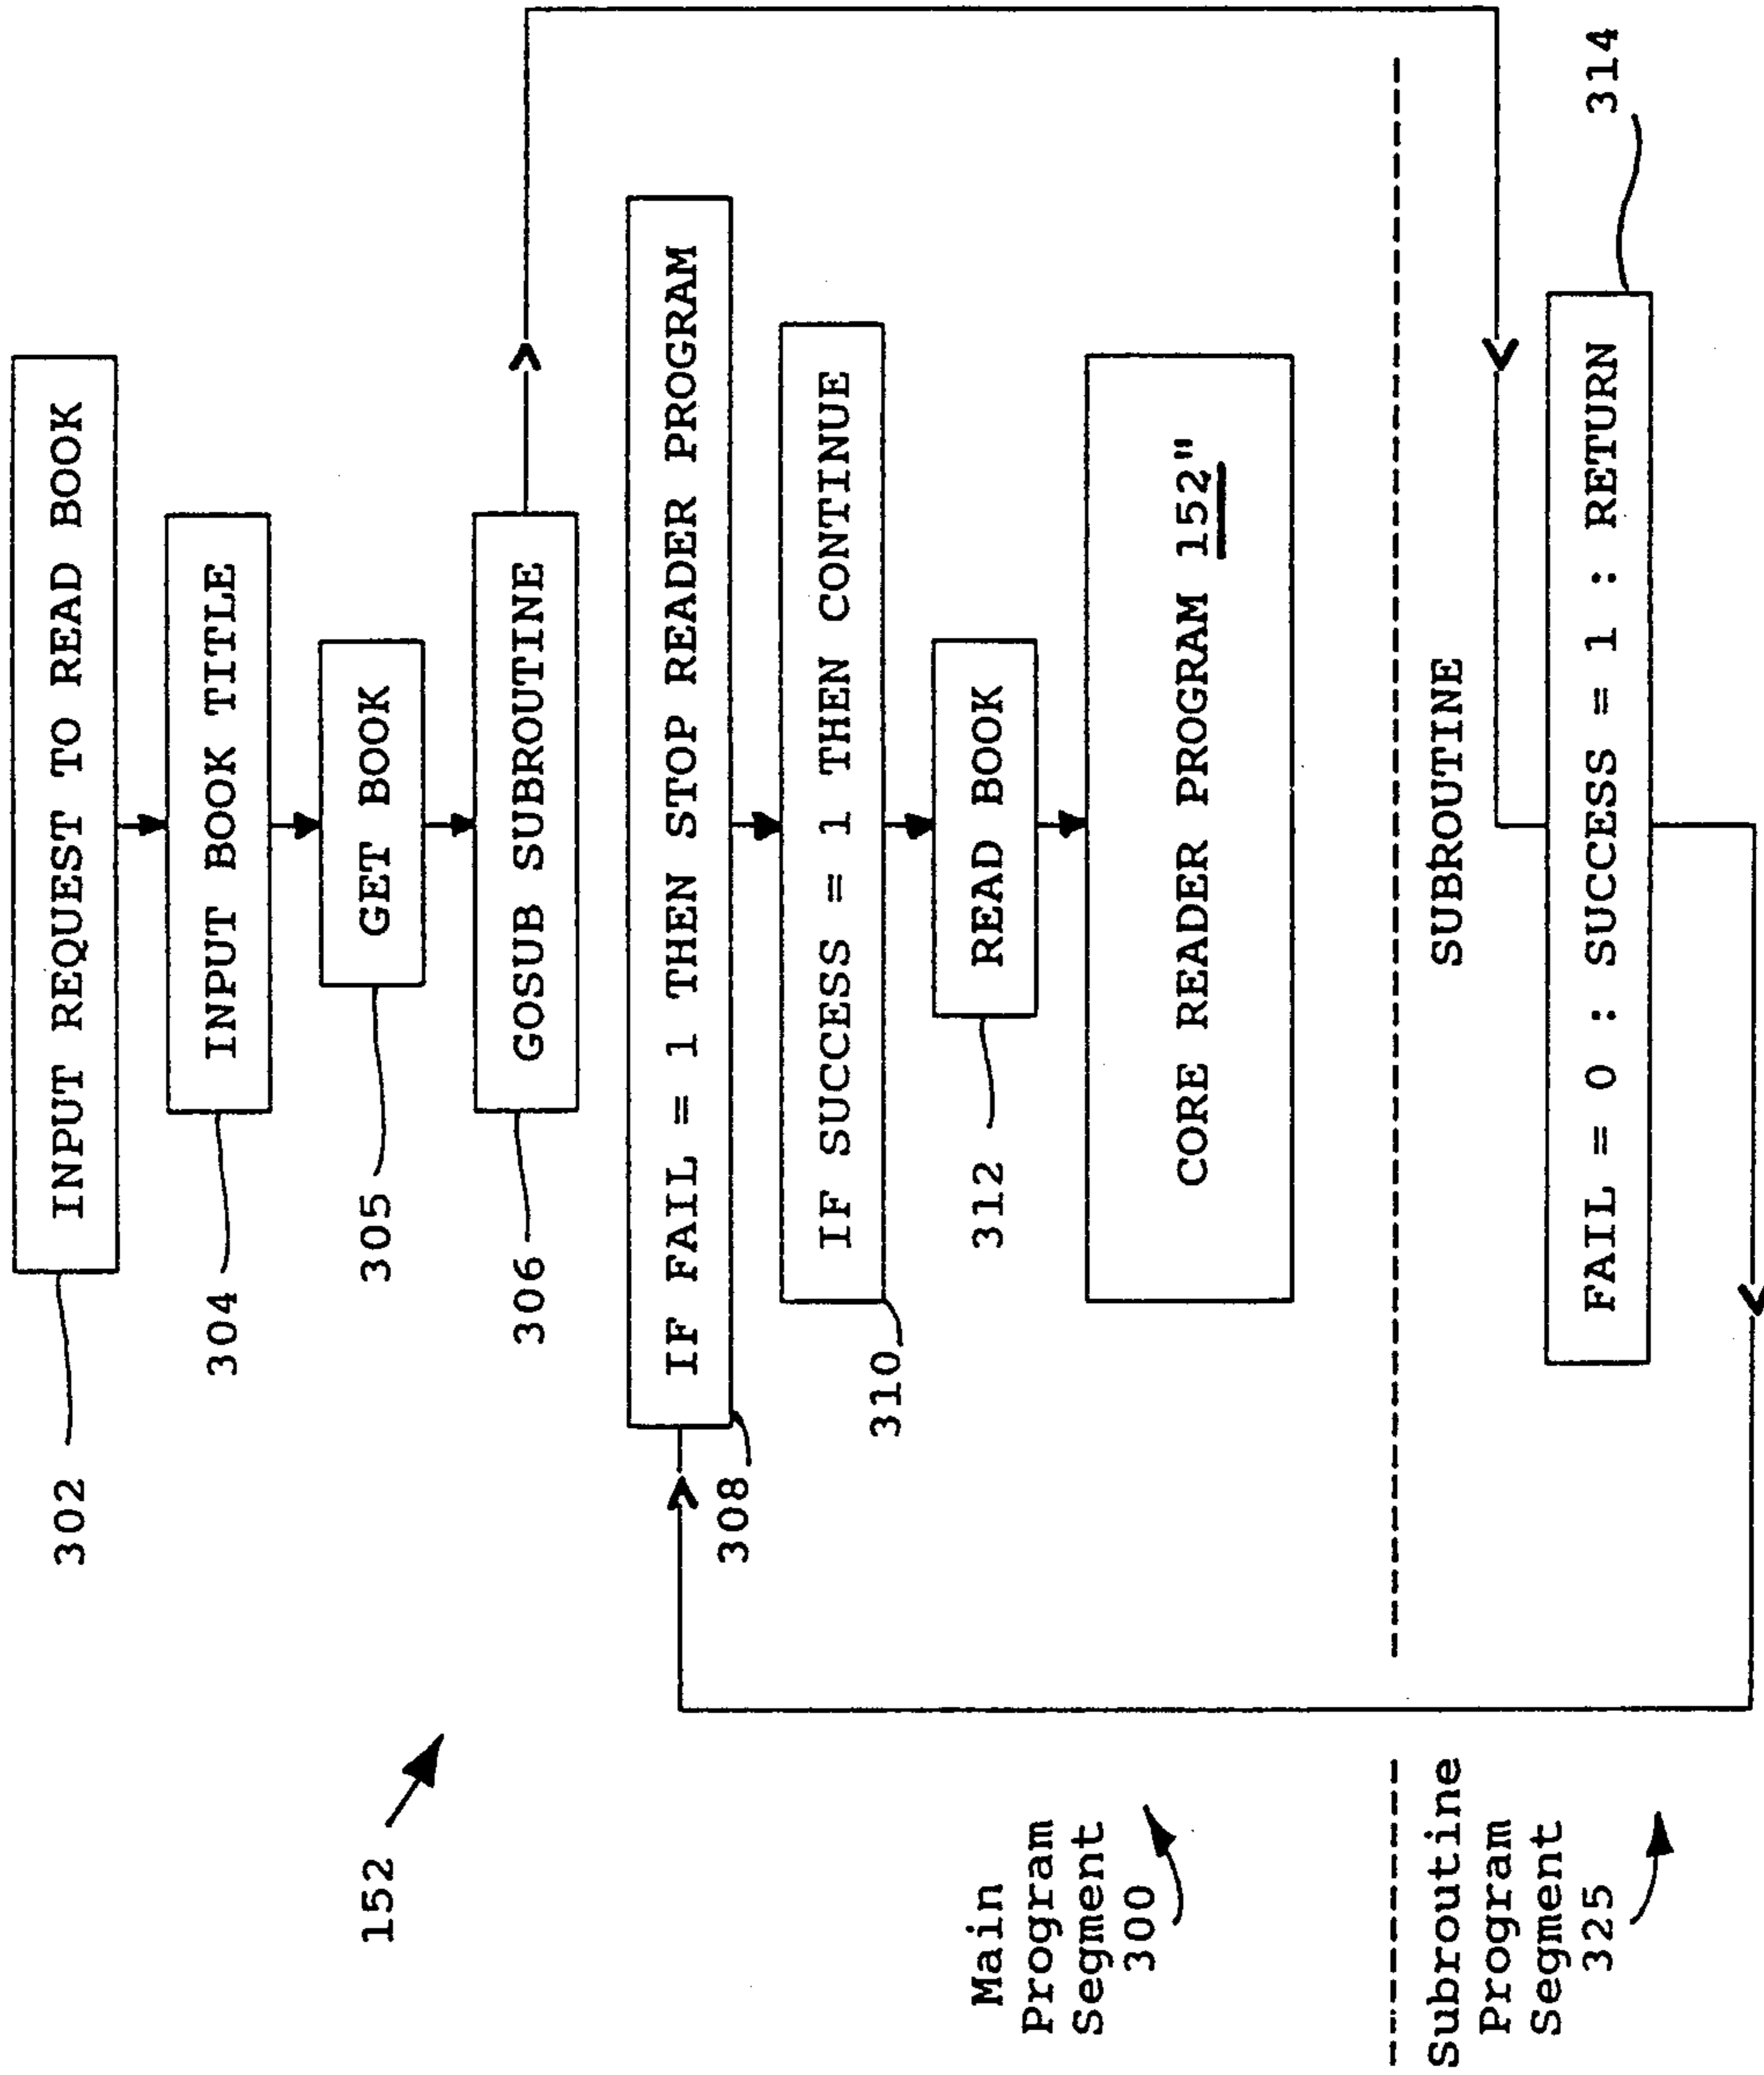 302
INPUT REQUEST TO READ BOOK
304
INPUT BOOK TITLE
152
305
GET BOOK
306
GOSUB SUBROUTINE
308
IF FAIL = 1 THEN STOP READER PROGRAM
310
IF SUCCESS = 1 THEN CONTINUE
312
READ BOOK
Main
Program
Segment
300
CORE READER PROGRAM 152"
Subroutine
Program
Segment
325
SUBROUTINE
FAIL = 0 : SUCCESS = 1 : RETURN
314